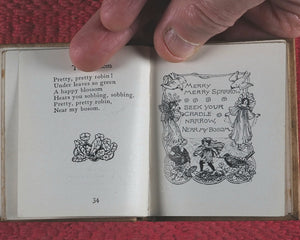 Pretty, pretty robin!
Under leaves so green
A happy blossom
Hears you sobbing, sobbing,
Pretty, pretty robin,
Near my bosom.
34
MERRY
MERRY SPARROW
SEEK YOUR
CRADLE
NARROW,
NEAR MY BOSOM